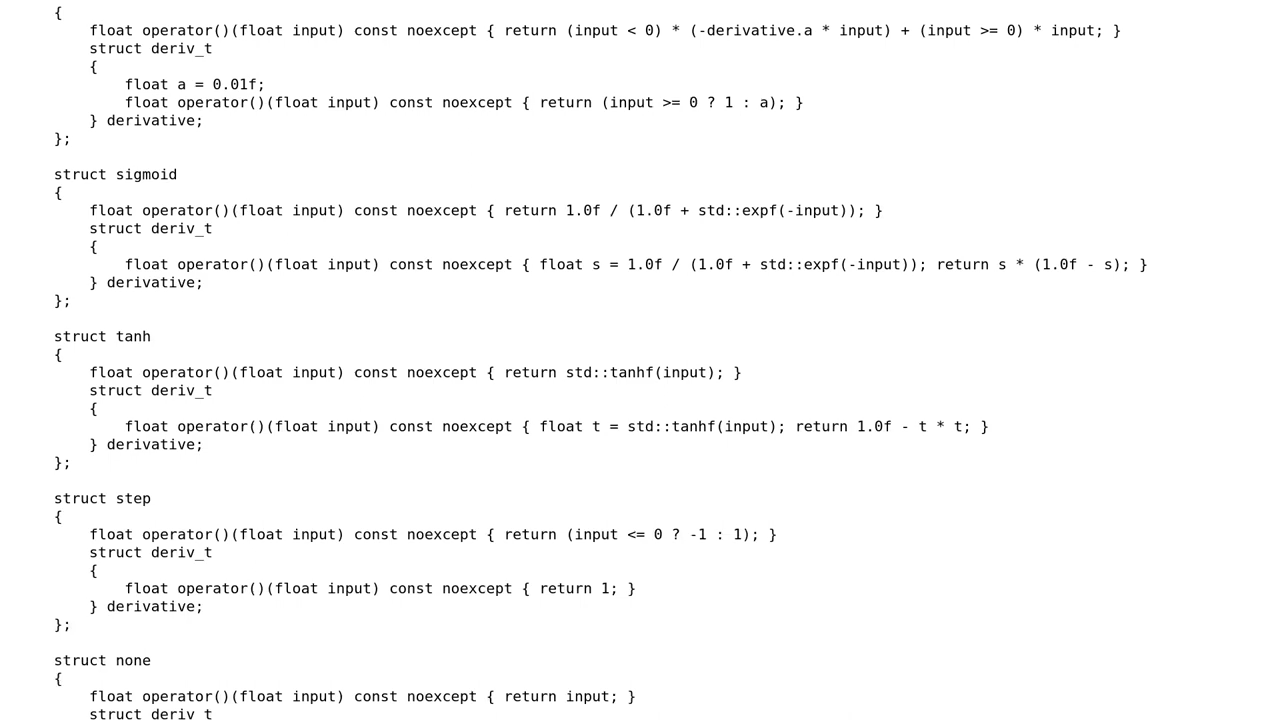 {
    float operator()(float input) const noexcept { return (input < 0) * (-derivative.a * input) + (input >= 0) * input; }
    struct deriv_t
    {
        float a = 0.01f;
        float operator()(float input) const noexcept { return (input >= 0 ? 1 : a); }
    } derivative;
};

struct sigmoid
{
    float operator()(float input) const noexcept { return 1.0f / (1.0f + std::expf(-input)); }
    struct deriv_t
    {
        float operator()(float input) const noexcept { float s = 1.0f / (1.0f + std::expf(-input)); return s * (1.0f - s); }
    } derivative;
};

struct tanh
{
    float operator()(float input) const noexcept { return std::tanhf(input); }
    struct deriv_t
    {
        float operator()(float input) const noexcept { float t = std::tanhf(input); return 1.0f - t * t; }
    } derivative;
};

struct step
{
    float operator()(float input) const noexcept { return (input <= 0 ? -1 : 1); }
    struct deriv_t
    {
        float operator()(float input) const noexcept { return 1; }
    } derivative;
};

struct none
{
    float operator()(float input) const noexcept { return input; }
    struct deriv_t